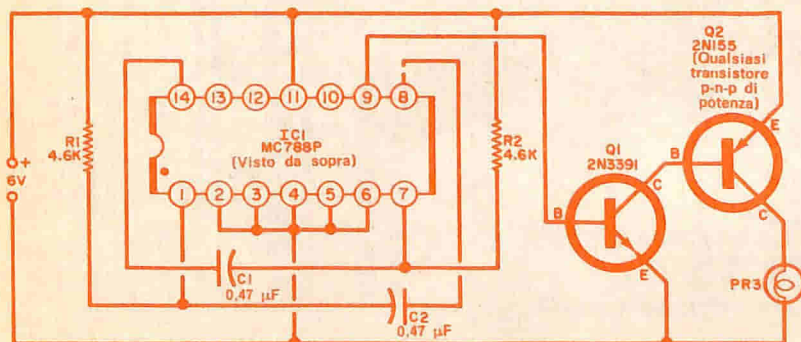 Q2
2N155
(Qualsiasi
transistore
p-n-p di
potenza)
14 13 12 11 10 9 8
+
6V
R1
4.6K
IC1
MC788P
(Visto da sopra)
R2
4.6K
Q1
2N3391
B
C
E
B
E
C
1 2 3 4 5 6 7
C1
0,47 µF
C2
0,47 µF
PR3